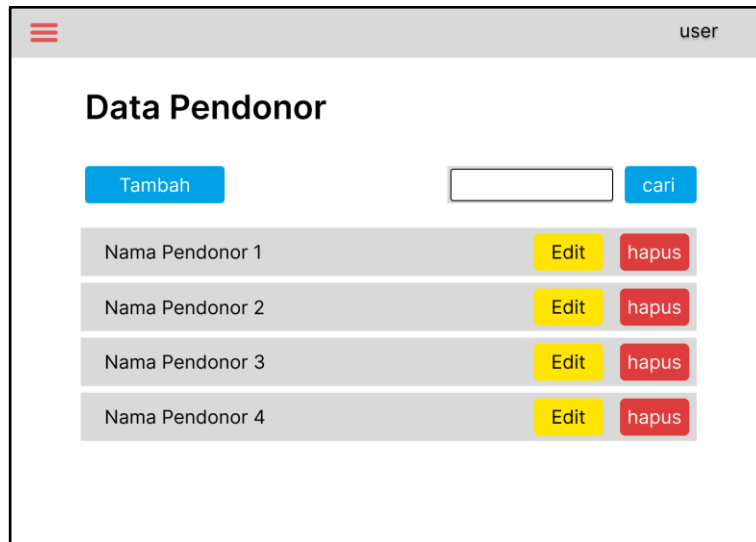 user
Data Pendonor
Tambah cari
Nama Pendonor 1 Edit hapus
Nama Pendonor 2 Edit hapus
Nama Pendonor 3 Edit hapus
Nama Pendonor 4 Edit hapus